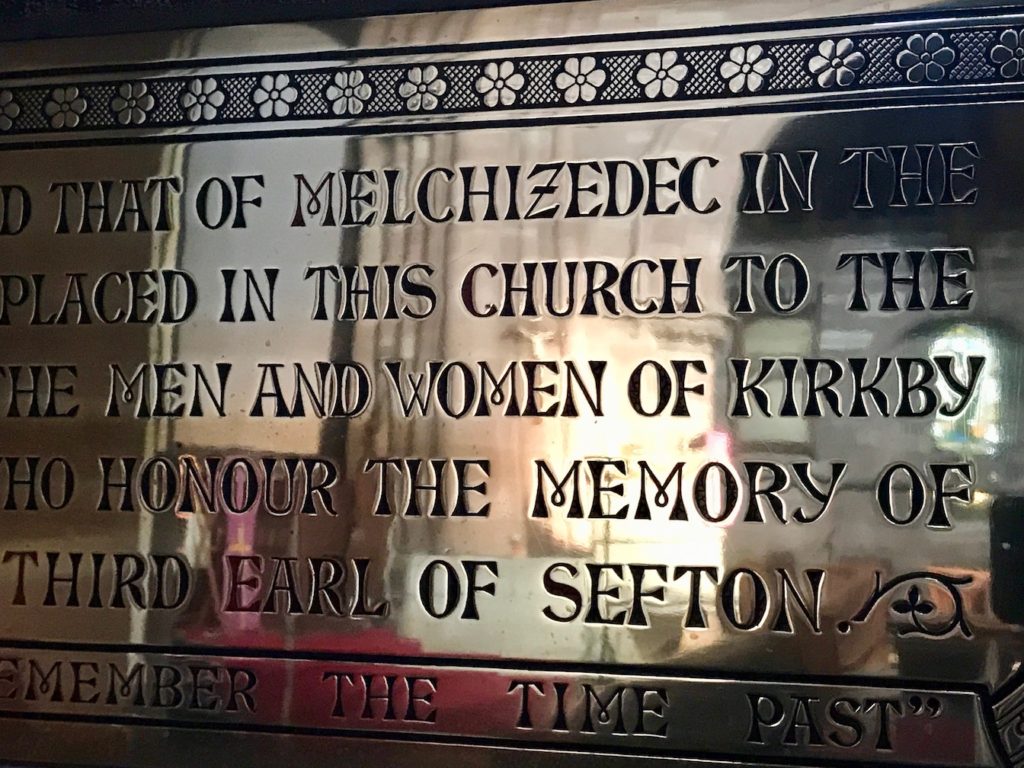 D THAT OF MELCHIZEDEC IN THE
PLACED IN THIS CHURCH TO THE
HE MEN AND WOMEN OF KIRKBY
HO HONOUR THE MEMORY OF
THIRD EARL OF SEFTON.
EMEMBER THE TIME PAST"